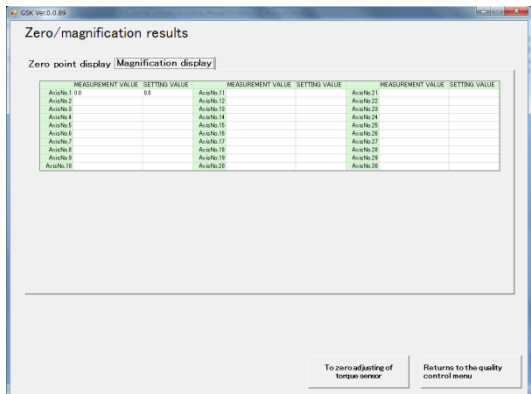 GSK Ver.0.0.89
Zero/magnification results
Zero point display Magnification display
MEASUREMENT VALUE SETTING VALUE MEASUREMENT VALUE SETTING VALUE MEASUREMENT VALUE SETTING VALUE
AxisNo.1 0.0 0.0 AxisNo.11 AxisNo.21
AxisNo.2 AxisNo.12 AxisNo.22
AxisNo.3 AxisNo.13 AxisNo.23
AxisNo.4 AxisNo.14 AxisNo.24
AxisNo.5 AxisNo.15 AxisNo.25
AxisNo.6 AxisNo.16 AxisNo.26
AxisNo.7 AxisNo.17 AxisNo.27
AxisNo.8 AxisNo.18 AxisNo.28
AxisNo.9 AxisNo.19 AxisNo.29
AxisNo.10 AxisNo.20 AxisNo.30
To zero adjusting of
torque sensor
Returns to the quality
control menu